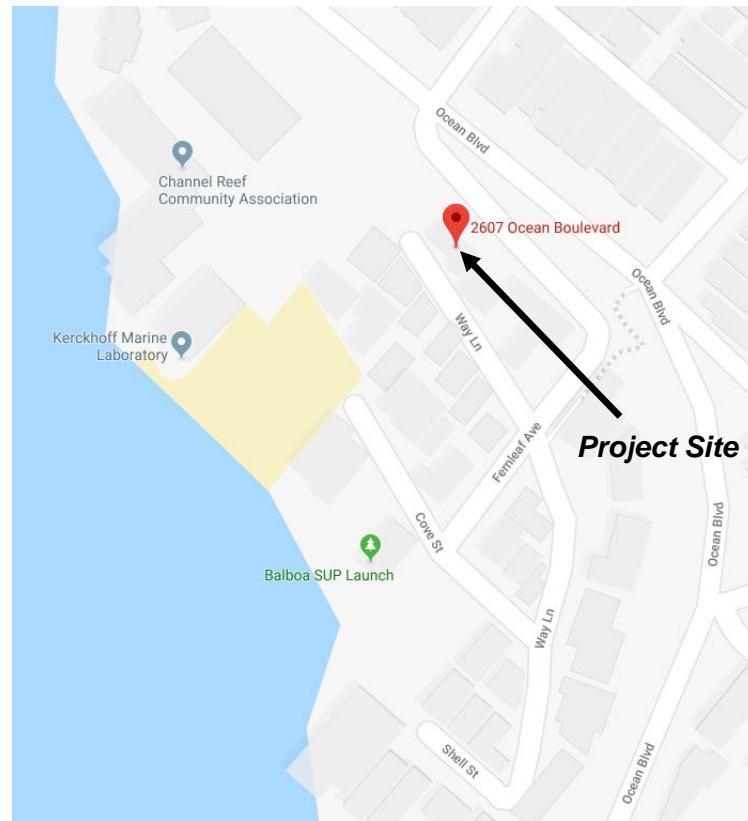 Ocean Blvd
Channel Reef
Community Association
2607 Ocean Boulevard
Ocean Blvd
Kerckhoff Marine
Laboratory
Way Ln
Project Site
Fernleaf Ave
Cove St
Ocean Blvd
Balboa SUP Launch
Way Ln
Shell St
Ocean Blvd